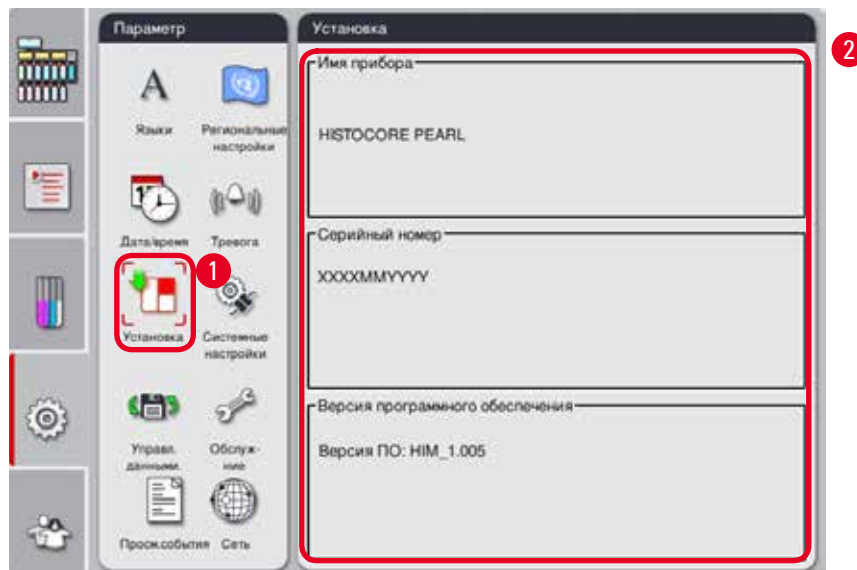 Параметр
Языки
Региональные
настройки
Дата/время
Тревога
1
Установка
Системные
настройки
Управл.
данными.
Обслуж-
ние
Просм.события
Сеть
Установка
2
Имя прибора
HISTOCORE PEARL
Серийный номер
XXXXMMYYYY
Версия программного обеспечения
Версия ПО: HIM_1.005